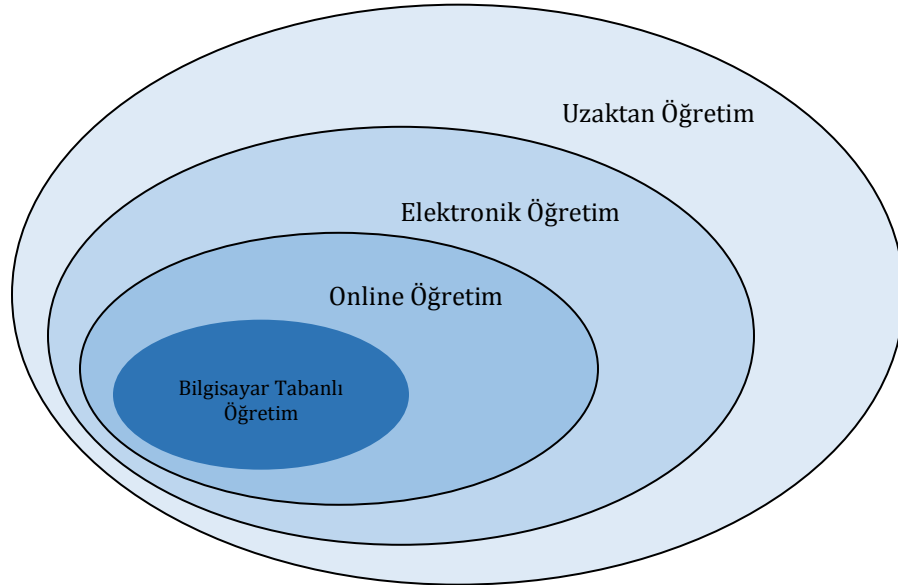 Uzaktan Öğretim
Elektronik Öğretim
Online Öğretim
Bilgisayar Tabanlı
Öğretim